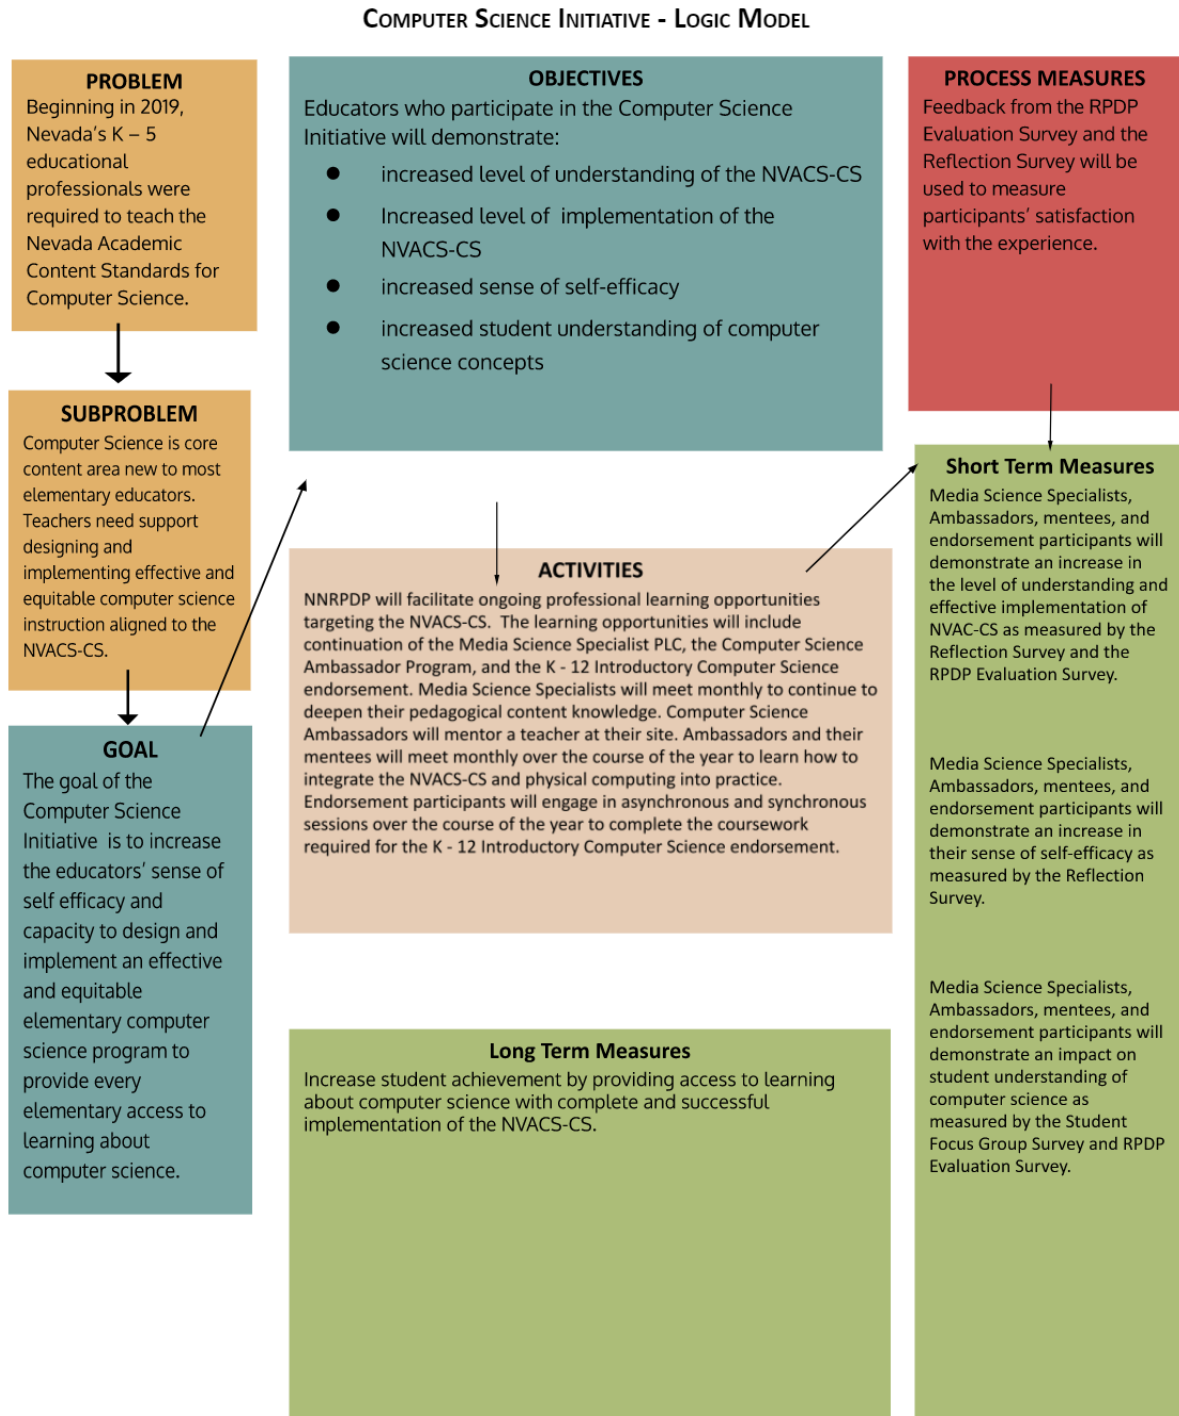 COMPUTER SCIENCE INITIATIVE - LOGIC MODEL
PROBLEM
Beginning in 2019,
Nevada's K – 5
educational
professionals were
required to teach the
Nevada Academic
Content Standards for
Computer Science.
SUBPROBLEM
Computer Science is core
content area new to most
elementary educators.
Teachers need support
designing and
implementing effective and
equitable computer science
instruction aligned to the
NVACS-CS.
GOAL
The goal of the
Computer Science
Initiative is to increase
the educators' sense of
self efficacy and
capacity to design and
implement an effective
and equitable
elementary computer
science program to
provide every
elementary access to
learning about
computer science.
OBJECTIVES
Educators who participate in the Computer Science
Initiative will demonstrate:
● increased level of understanding of the NVACS-CS
● Increased level of implementation of the
NVACS-CS
● increased sense of self-efficacy
● increased student understanding of computer
science concepts
ACTIVITIES
NNRPDP will facilitate ongoing professional learning opportunities
targeting the NVACS-CS. The learning opportunities will include
continuation of the Media Science Specialist PLC, the Computer Science
Ambassador Program, and the K - 12 Introductory Computer Science
endorsement. Media Science Specialists will meet monthly to continue to
deepen their pedagogical content knowledge. Computer Science
Ambassadors will mentor a teacher at their site. Ambassadors and their
mentees will meet monthly over the course of the year to learn how to
integrate the NVACS-CS and physical computing into practice.
Endorsement participants will engage in asynchronous and synchronous
sessions over the course of the year to complete the coursework
required for the K - 12 Introductory Computer Science endorsement.
Long Term Measures
Increase student achievement by providing access to learning
about computer science with complete and successful
implementation of the NVACS-CS.
PROCESS MEASURES
Feedback from the RPDP
Evaluation Survey and the
Reflection Survey will be
used to measure
participants' satisfaction
with the experience.
Short Term Measures
Media Science Specialists,
Ambassadors, mentees, and
endorsement participants will
demonstrate an increase in
the level of understanding and
effective implementation of
NVAC-CS as measured by the
Reflection Survey and the
RPDP Evaluation Survey.
Media Science Specialists,
Ambassadors, mentees, and
endorsement participants will
demonstrate an increase in
their sense of self-efficacy as
measured by the Reflection
Survey.
Media Science Specialists,
Ambassadors, mentees, and
endorsement participants will
demonstrate an impact on
student understanding of
computer science as
measured by the Student
Focus Group Survey and RPDP
Evaluation Survey.